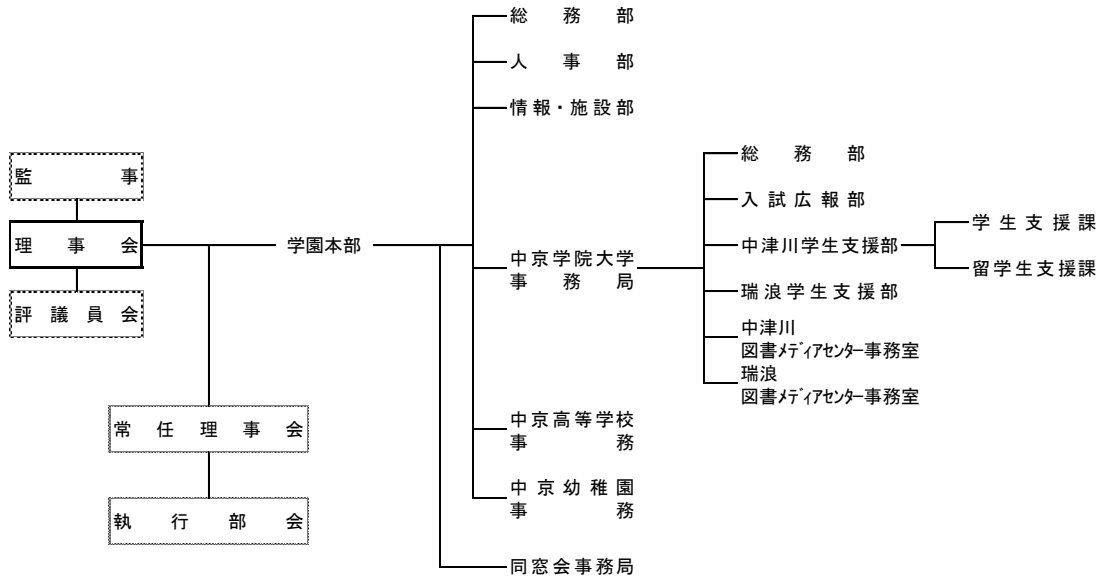 監事
理事会
評議員会
常任理事会
執行部会
学園本部
総務部
人事部
情報・施設部
中京学院大学
事務局
中京高等学校
事務
中京幼稚園
事務
同窓会事務局
総務部
入試広報部
中津川学生支援部
瑞浪学生支援部
中津川
図書ﾒﾃﾞｨｱｾﾝﾀｰ事務室
瑞浪
図書ﾒﾃﾞｨｱｾﾝﾀｰ事務室
学生支援課
留学生支援課